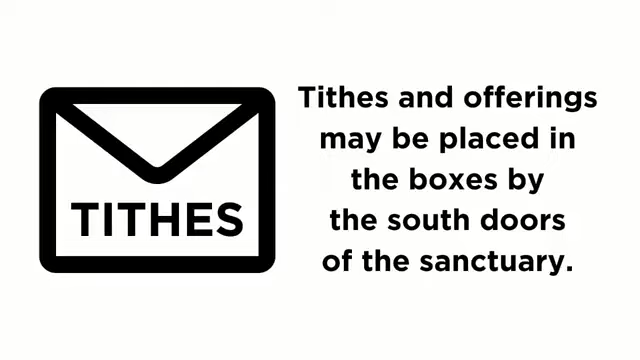 TITHES
Tithes and offerings
may be placed in
the boxes by
the south doors
of the sanctuary.